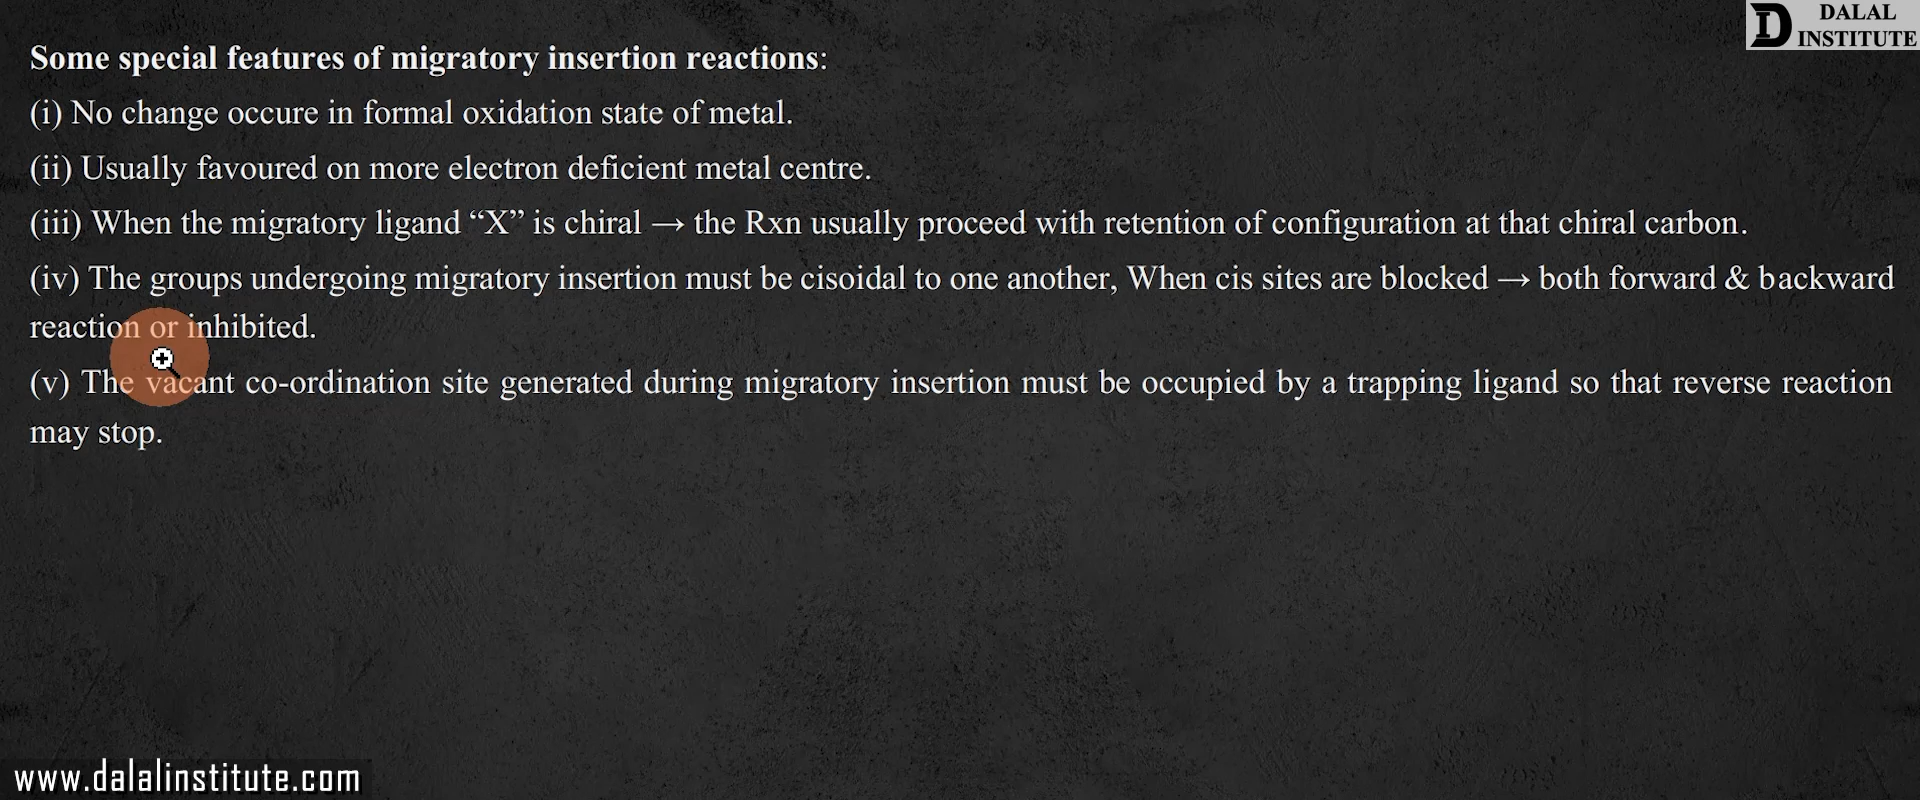 DALAL
INSTITUTE
Some special features of migratory insertion reactions:
(i) No change occure in formal oxidation state of metal.
(ii) Usually favoured on more electron deficient metal centre.
(iii) When the migratory ligand “X” is chiral → the Rxn usually proceed with retention of configuration at that chiral carbon.
(iv) The groups undergoing migratory insertion must be cisoidal to one another, When cis sites are blocked → both forward & backward
reaction or inhibited.
(v) The vacant co-ordination site generated during migratory insertion must be occupied by a trapping ligand so that reverse reaction
may stop.
www.dalalinstitute.com